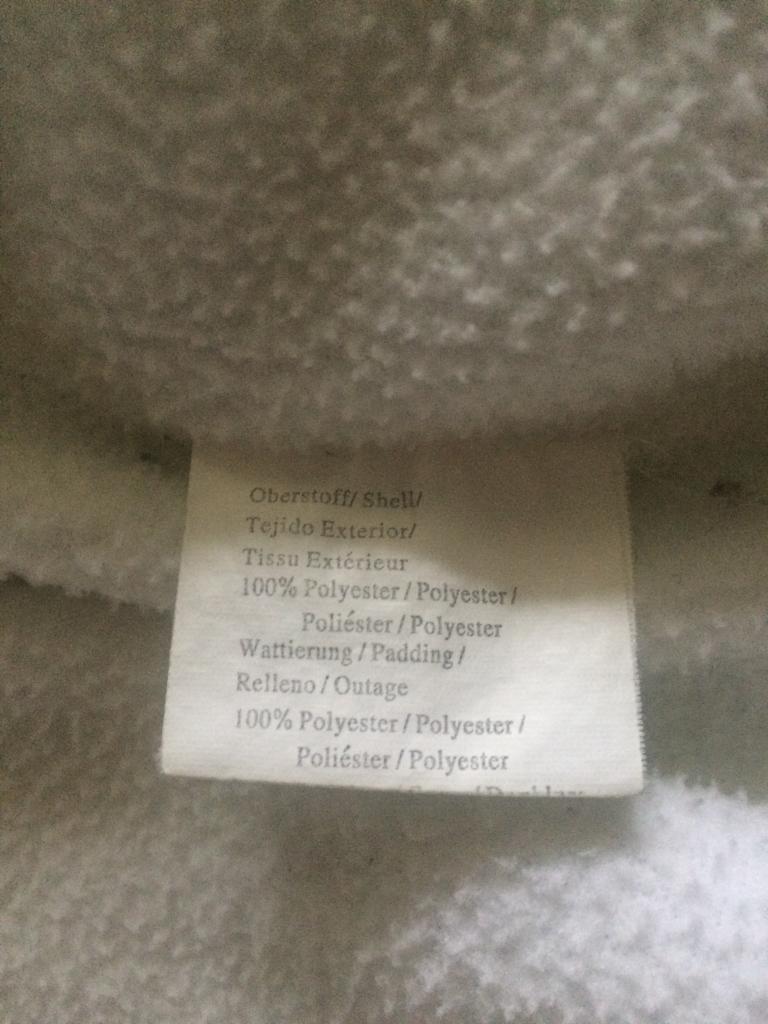 Oberstoff/ Shell/
Tejido Exterior/
Tissu Extérieur
100% Polyester / Polyester /
Poliéster / Polyester
Wattierung / Padding /
Relleno / Outage
100% Polyester / Polyester /
Poliéster / Polyester